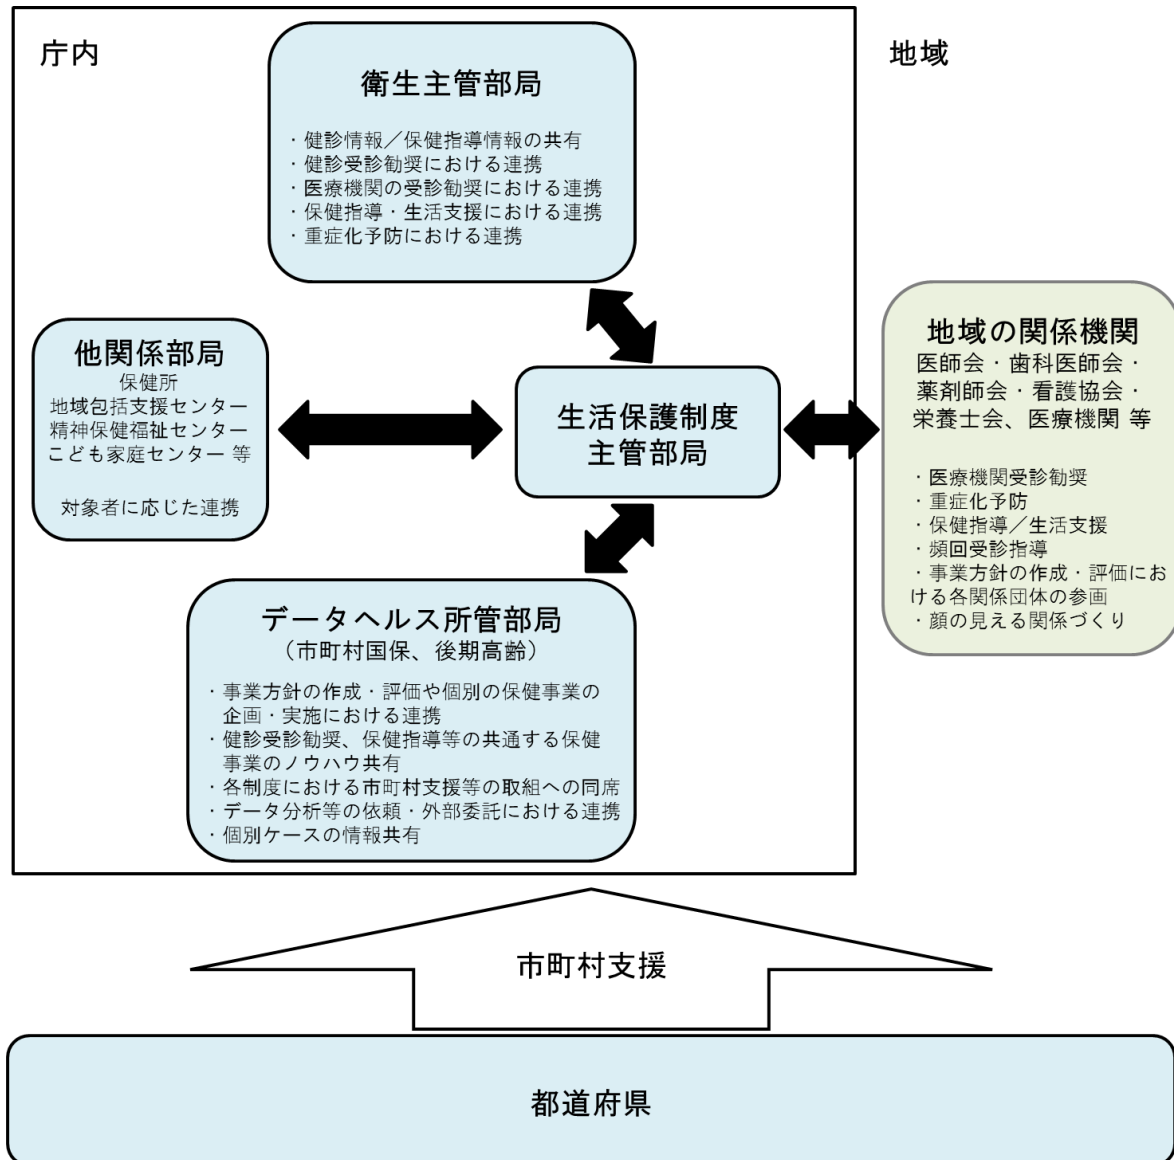 庁内
地域
衛生主管部局
・健診情報／保健指導情報の共有
・健診受診勧奨における連携
・医療機関の受診勧奨における連携
・保健指導・生活支援における連携
・重症化予防における連携
他関係部局
保健所
地域包括支援センター
精神保健福祉センター
こども家庭センター 等
対象者に応じた連携
生活保護制度
主管部局
地域の関係機関
医師会・歯科医師会・
薬剤師会・看護協会・
栄養士会、医療機関 等
・医療機関受診勧奨
・重症化予防
・保健指導／生活支援
・頻回受診指導
・事業方針の作成・評価にお
ける各関係団体の参画
・顔の見える関係づくり
データヘルス所管部局
（市町村国保、後期高齢）
・事業方針の作成・評価や個別の保健事業の
企画・実施における連携
・健診受診勧奨、保健指導等の共通する保健
事業のノウハウ共有
・各制度における市町村支援等の取組への同席
・データ分析等の依頼・外部委託における連携
・個別ケースの情報共有
市町村支援
都道府県